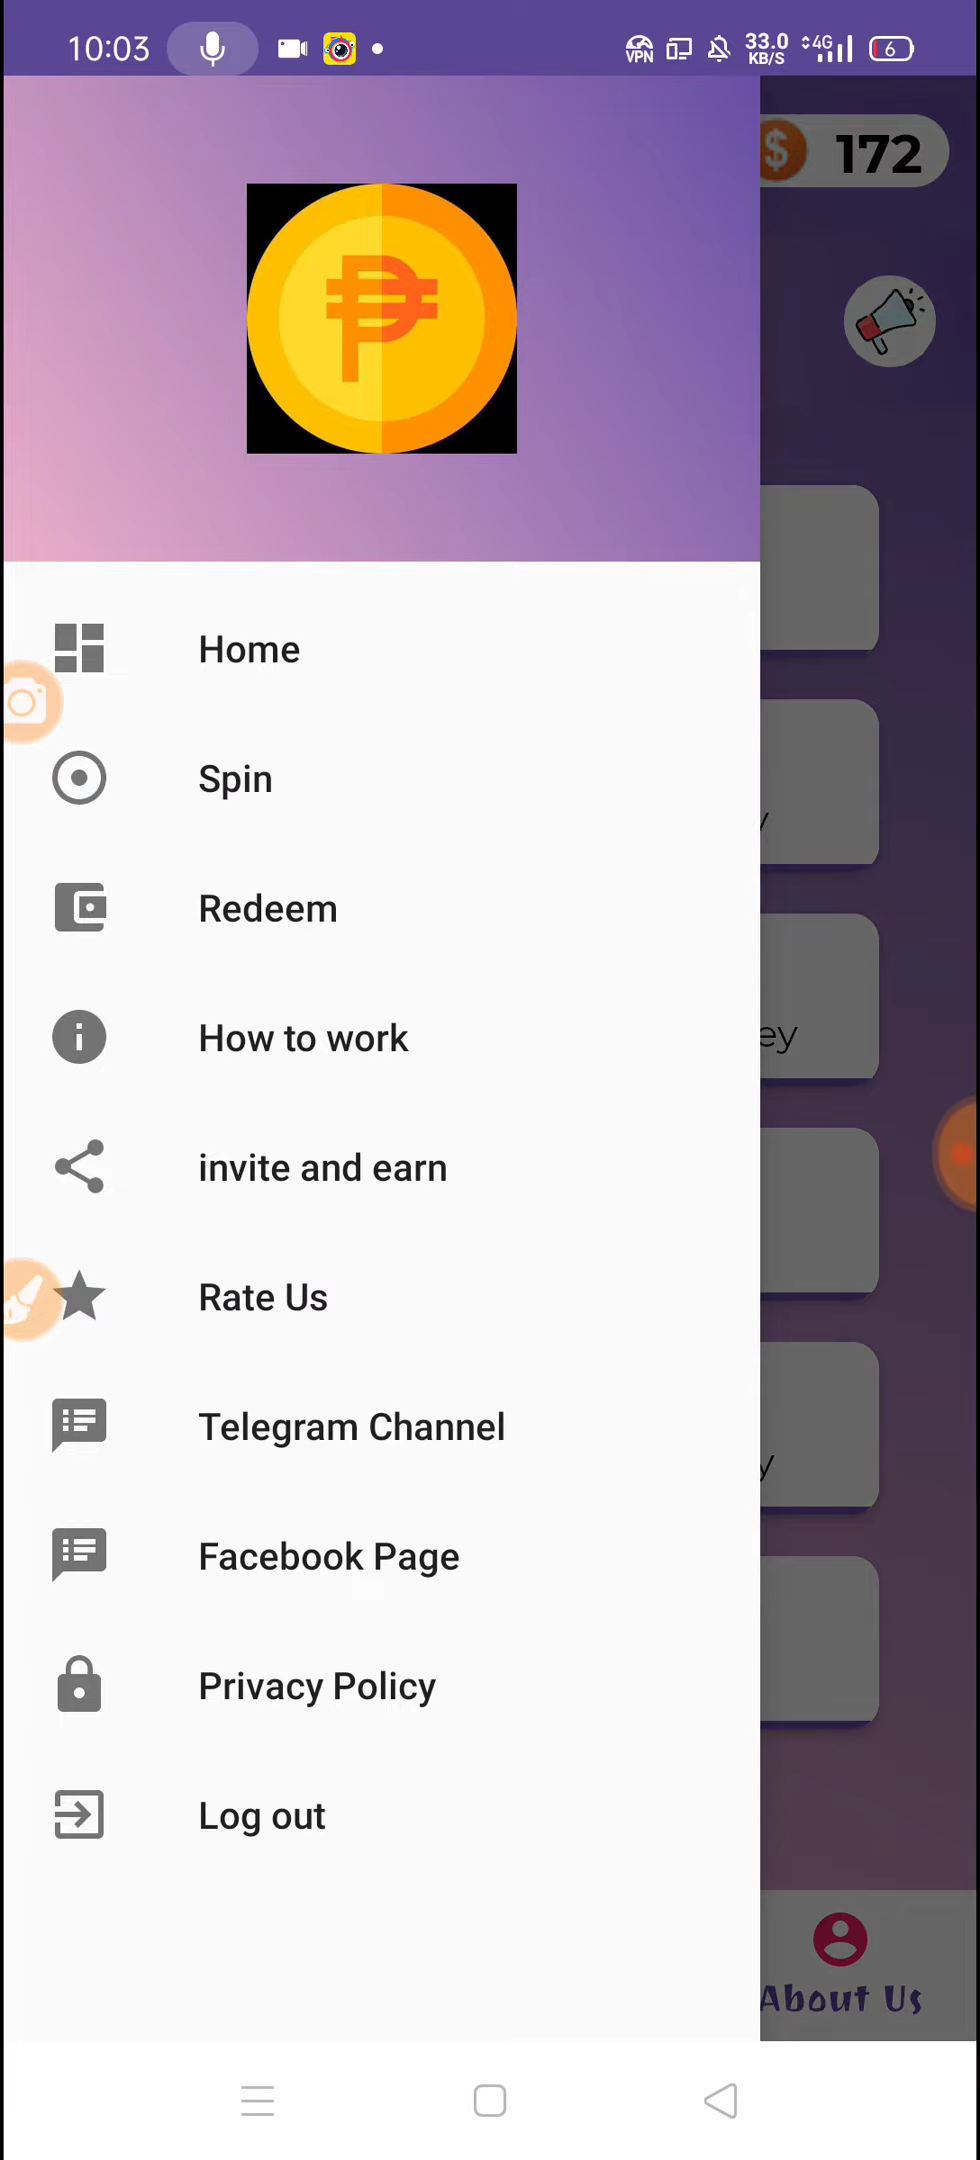 10:03
VPN 33.0 KB/S 4G 6
$ 172
Home
Spin
Redeem
How to work
ey
invite and earn
Rate Us
Telegram Channel
y
Facebook Page
Privacy Policy
Log out
About Us